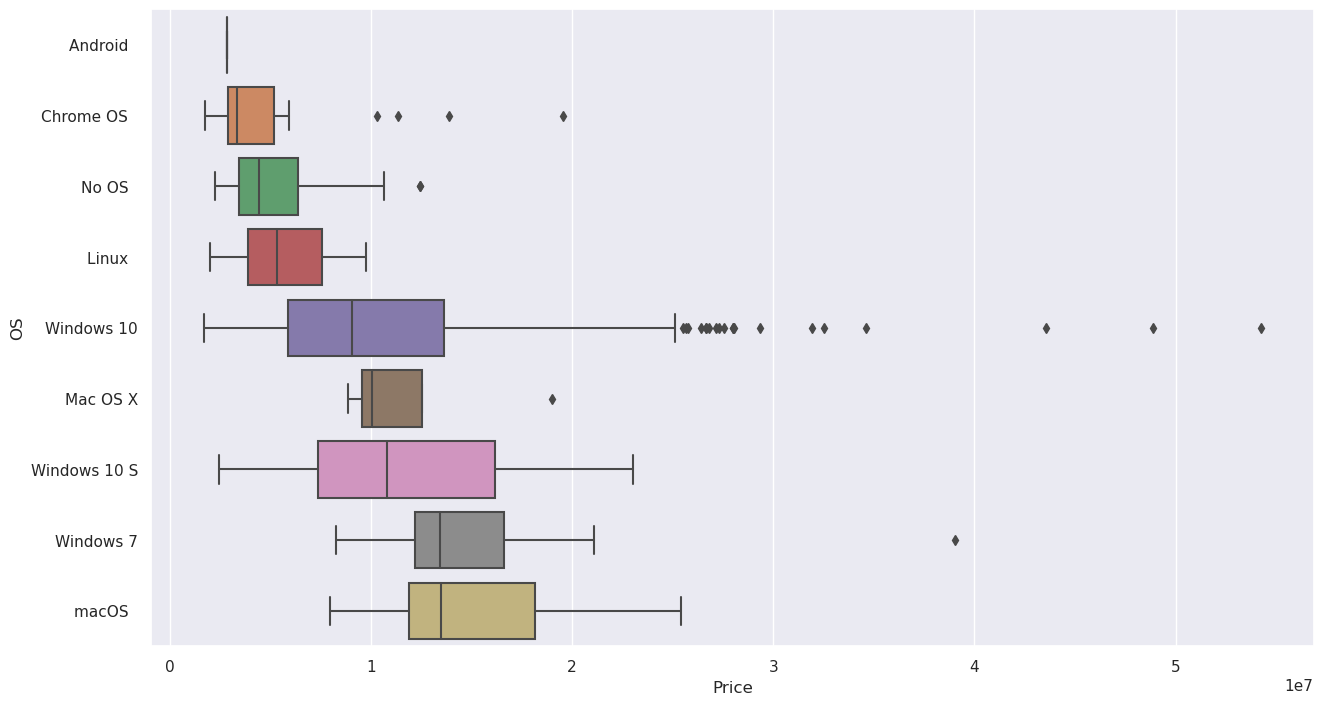 Android
Chrome OS
No OS
Linux
Windows 10
Mac OS X
Windows 10 S
Windows 7
macOS
OS
0 1 2 3 4 5
Price
1e7